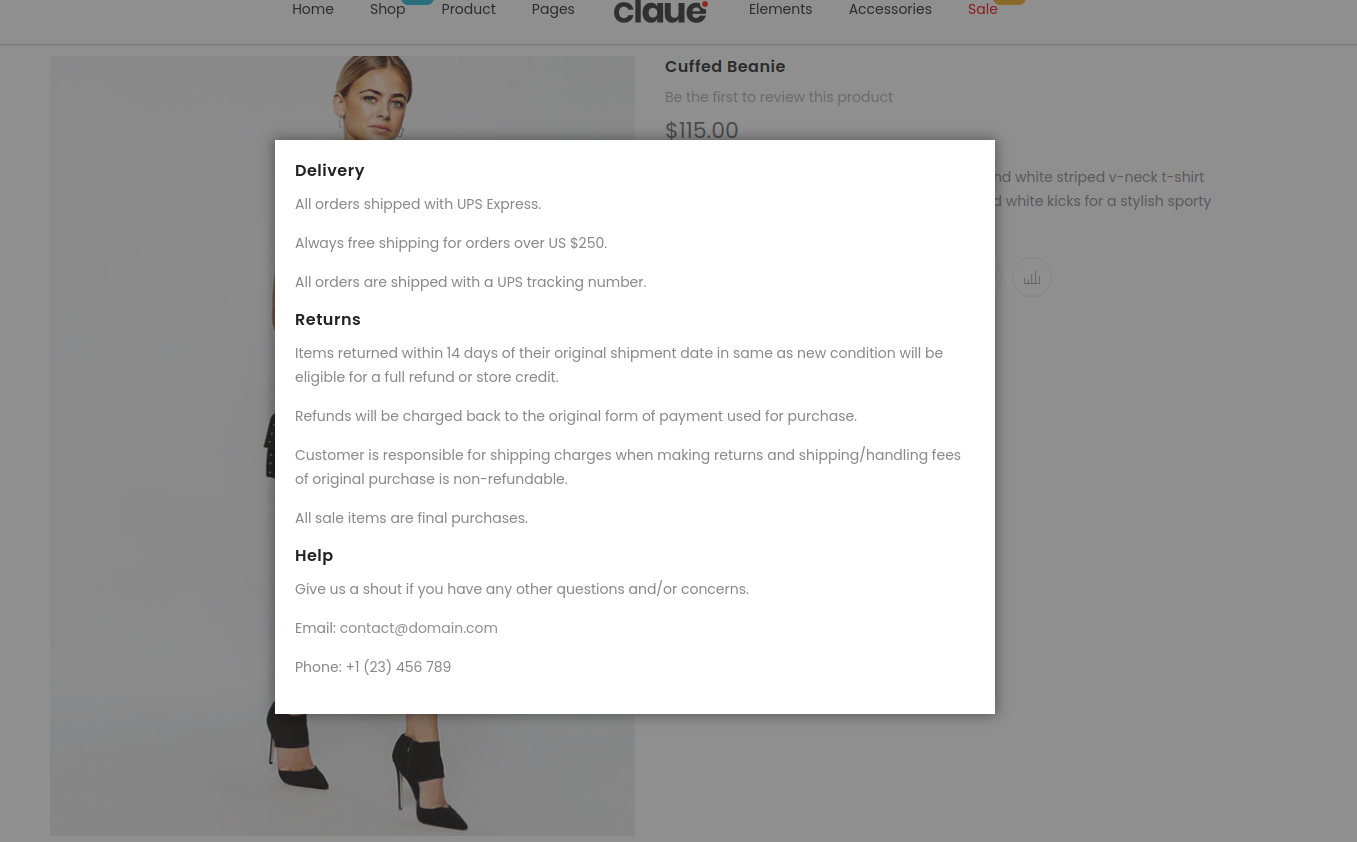 Home Shop Product Pages claue Elements Accessories Sale
Cuffed Beanie
Be the first to review this product
$115.00
nd white striped v-neck t-shirt
d white kicks for a stylish sporty
Delivery
All orders shipped with UPS Express.
Always free shipping for orders over US $250.
All orders are shipped with a UPS tracking number.
Returns
Items returned within 14 days of their original shipment date in same as new condition will be
eligible for a full refund or store credit.
Refunds will be charged back to the original form of payment used for purchase.
Customer is responsible for shipping charges when making returns and shipping/handling fees
of original purchase is non-refundable.
All sale items are final purchases.
Help
Give us a shout if you have any other questions and/or concerns.
Email: contact@domain.com
Phone: +1 (23) 456 789